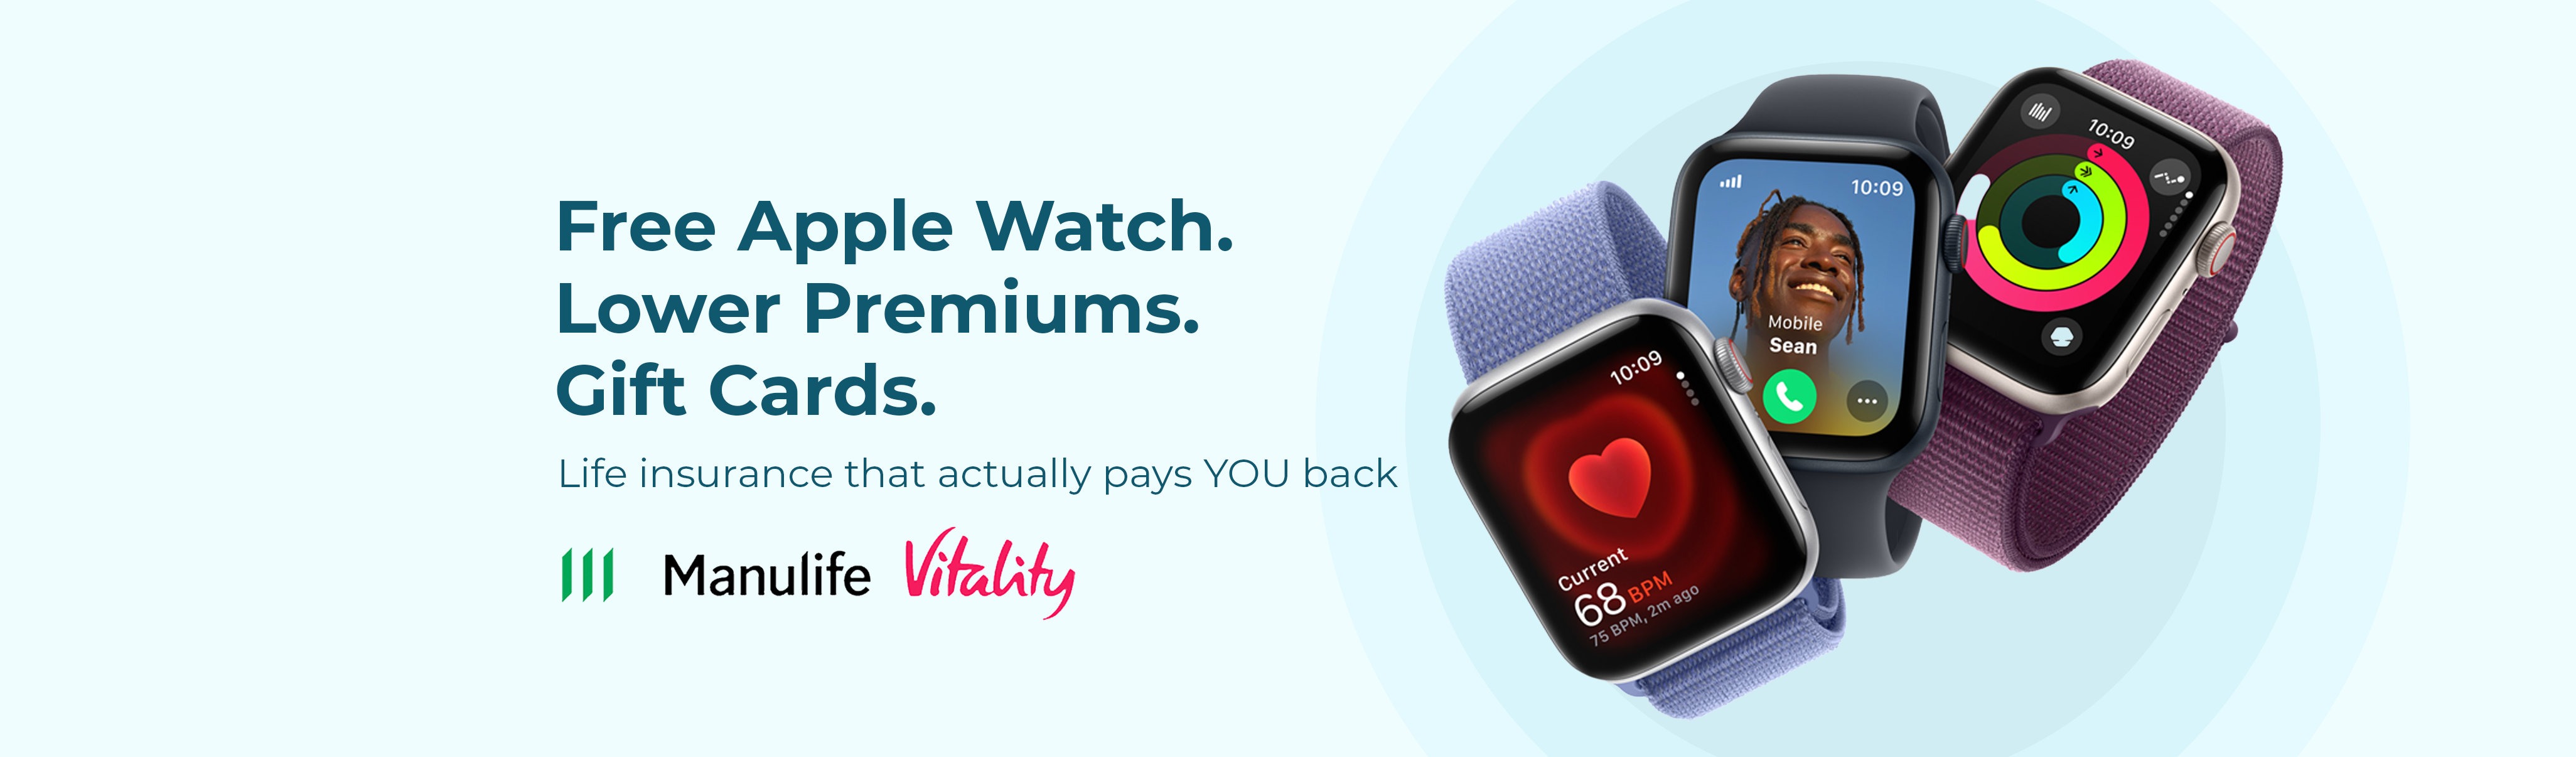 Free Apple Watch.
Lower Premiums.
Gift Cards.
Life insurance that actually pays YOU back
Manulife Vitality
10:09
Current
68 BPM
75 BPM, 2m ago
10:09
Mobile
Sean
10:09